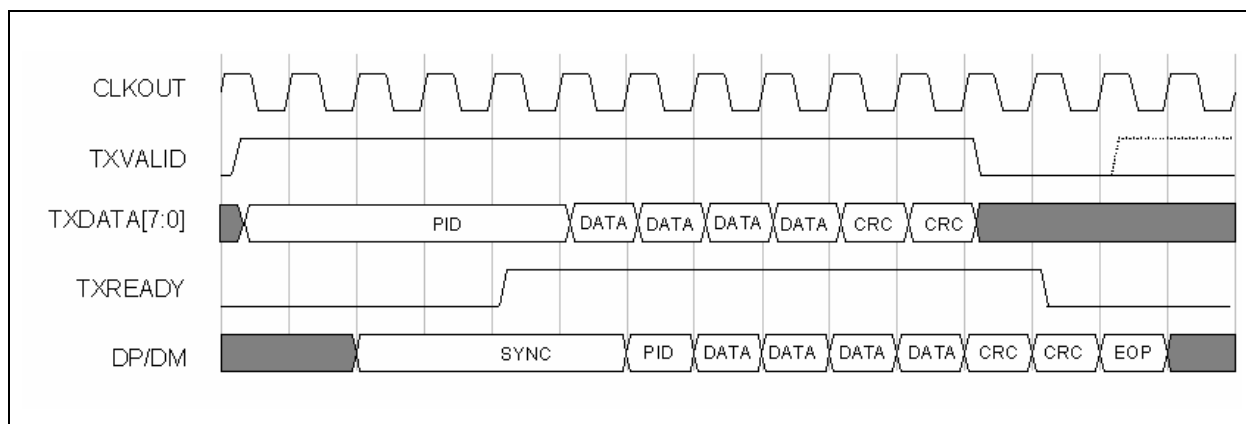 CLKOUT
TXVALID
TXDATA[7:0] PID DATA DATA DATA DATA CRC CRC
TXREADY
DP/DM SYNC PID DATA DATA DATA DATA CRC CRC EOP